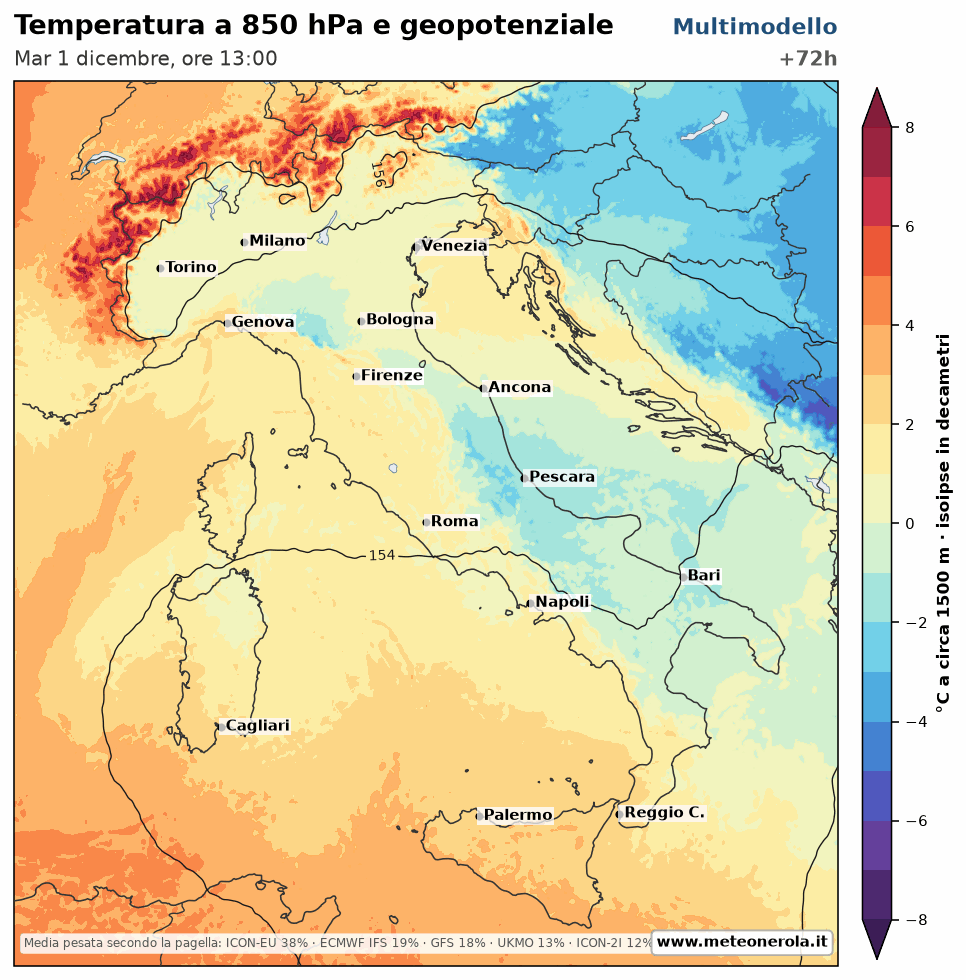 Temperatura a 850 hPa e geopotenziale
Multimodello
Mar 1 dicembre, ore 13:00
+72h
156
Milano
Venezia
Torino
Genova
Bologna
Firenze
Ancona
Pescara
Roma
154
Bari
Napoli
Cagliari
Palermo
Reggio C.
8
6
4
2
0
−2
−4
−6
−8
°C a circa 1500 m · isoipse in decametri
Media pesata secondo la pagella: ICON-EU 38% · ECMWF IFS 19% · GFS 18% · UKMO 13% · ICON-2I 12%
www.meteonerola.it